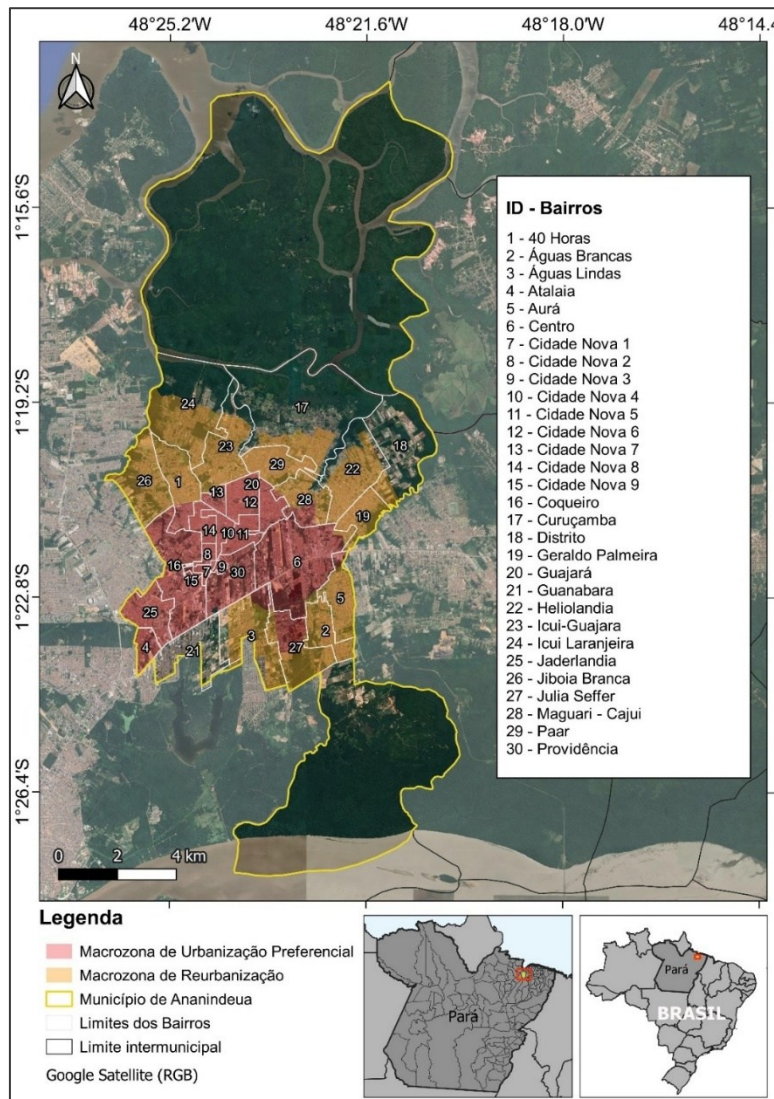 48°25.2'W 48°21.6'W 48°18.0'W 48°14.4
N
1°15.6'S
1°19.2'S
1°22.8'S
1°26.4'S
ID - Bairros
1 - 40 Horas
2 - Águas Brancas
3 - Águas Lindas
4 - Atalaia
5 - Aurá
6 - Centro
7 - Cidade Nova 1
8 - Cidade Nova 2
9 - Cidade Nova 3
10 - Cidade Nova 4
11 - Cidade Nova 5
12 - Cidade Nova 6
13 - Cidade Nova 7
14 - Cidade Nova 8
15 - Cidade Nova 9
16 - Coqueiro
17 - Curuçamba
18 - Distrito
19 - Geraldo Palmeira
20 - Guajará
21 - Guanabara
22 - Heliolandia
23 - Icui-Guajara
24 - Icui Laranjeira
25 - Jaderlandia
26 - Jiboia Branca
27 - Julia Seffer
28 - Maguari - Cajui
29 - Paar
30 - Providência
24
17
23
18
29
22
26
1
20
13
12
28
19
14
10
11
16
8
6
9
7
30
15
5
25
3
2
4
21
27
0 2 4 km
Legenda
Macrozona de Urbanização Preferencial
Macrozona de Reurbanização
Município de Ananindeua
Limites dos Bairros
Limite intermunicipal
Google Satellite (RGB)
Pará
Pará
BRASIL